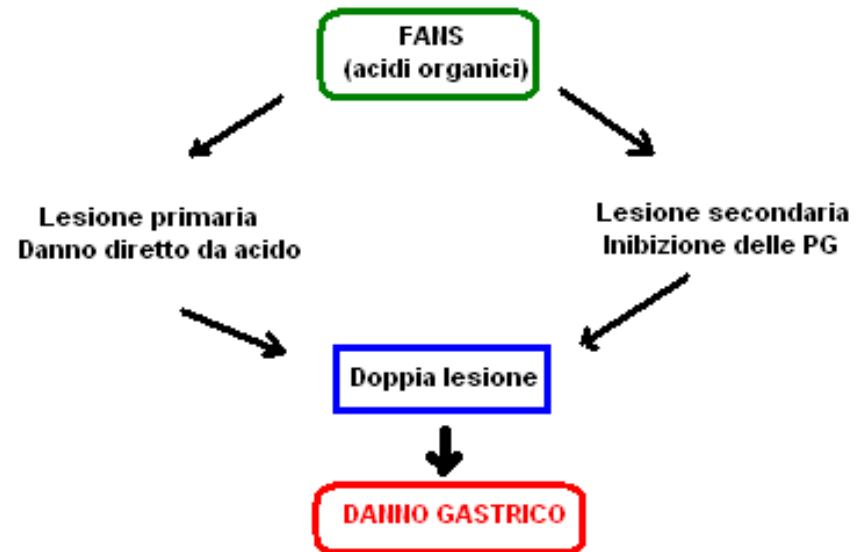 FANS
(acidi organici)
Lesione primaria
Danno diretto da acido
Lesione secondaria
Inibizione delle PG
Doppia lesione
DANNO GASTRICO